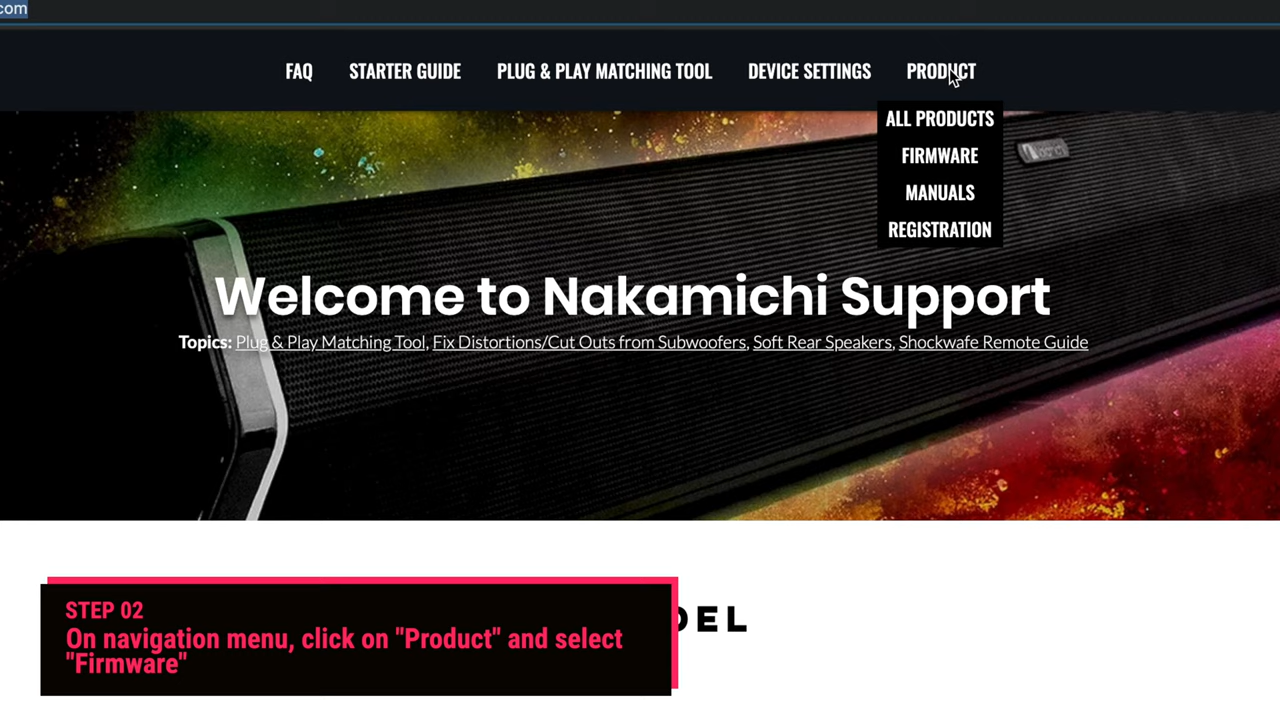 com
FAQ STARTER GUIDE PLUG & PLAY MATCHING TOOL DEVICE SETTINGS PRODUCT
ALL PRODUCTS
FIRMWARE
MANUALS
REGISTRATION
Welcome to Nakamichi Support
Topics: Plug & Play Matching Tool, Fix Distortions/Cut Outs from Subwoofers, Soft Rear Speakers, Shockwafe Remote Guide
DEL
STEP 02
On navigation menu, click on "Product" and select
"Firmware"